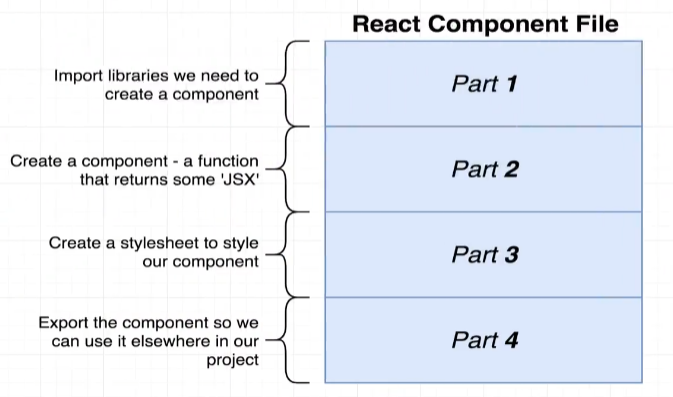 React Component File
Import libraries we need to
create a component
Part 1
Create a component - a function
that returns some 'JSX'
Part 2
Create a stylesheet to style
our component
Part 3
Export the component so we
can use it elsewhere in our
project
Part 4